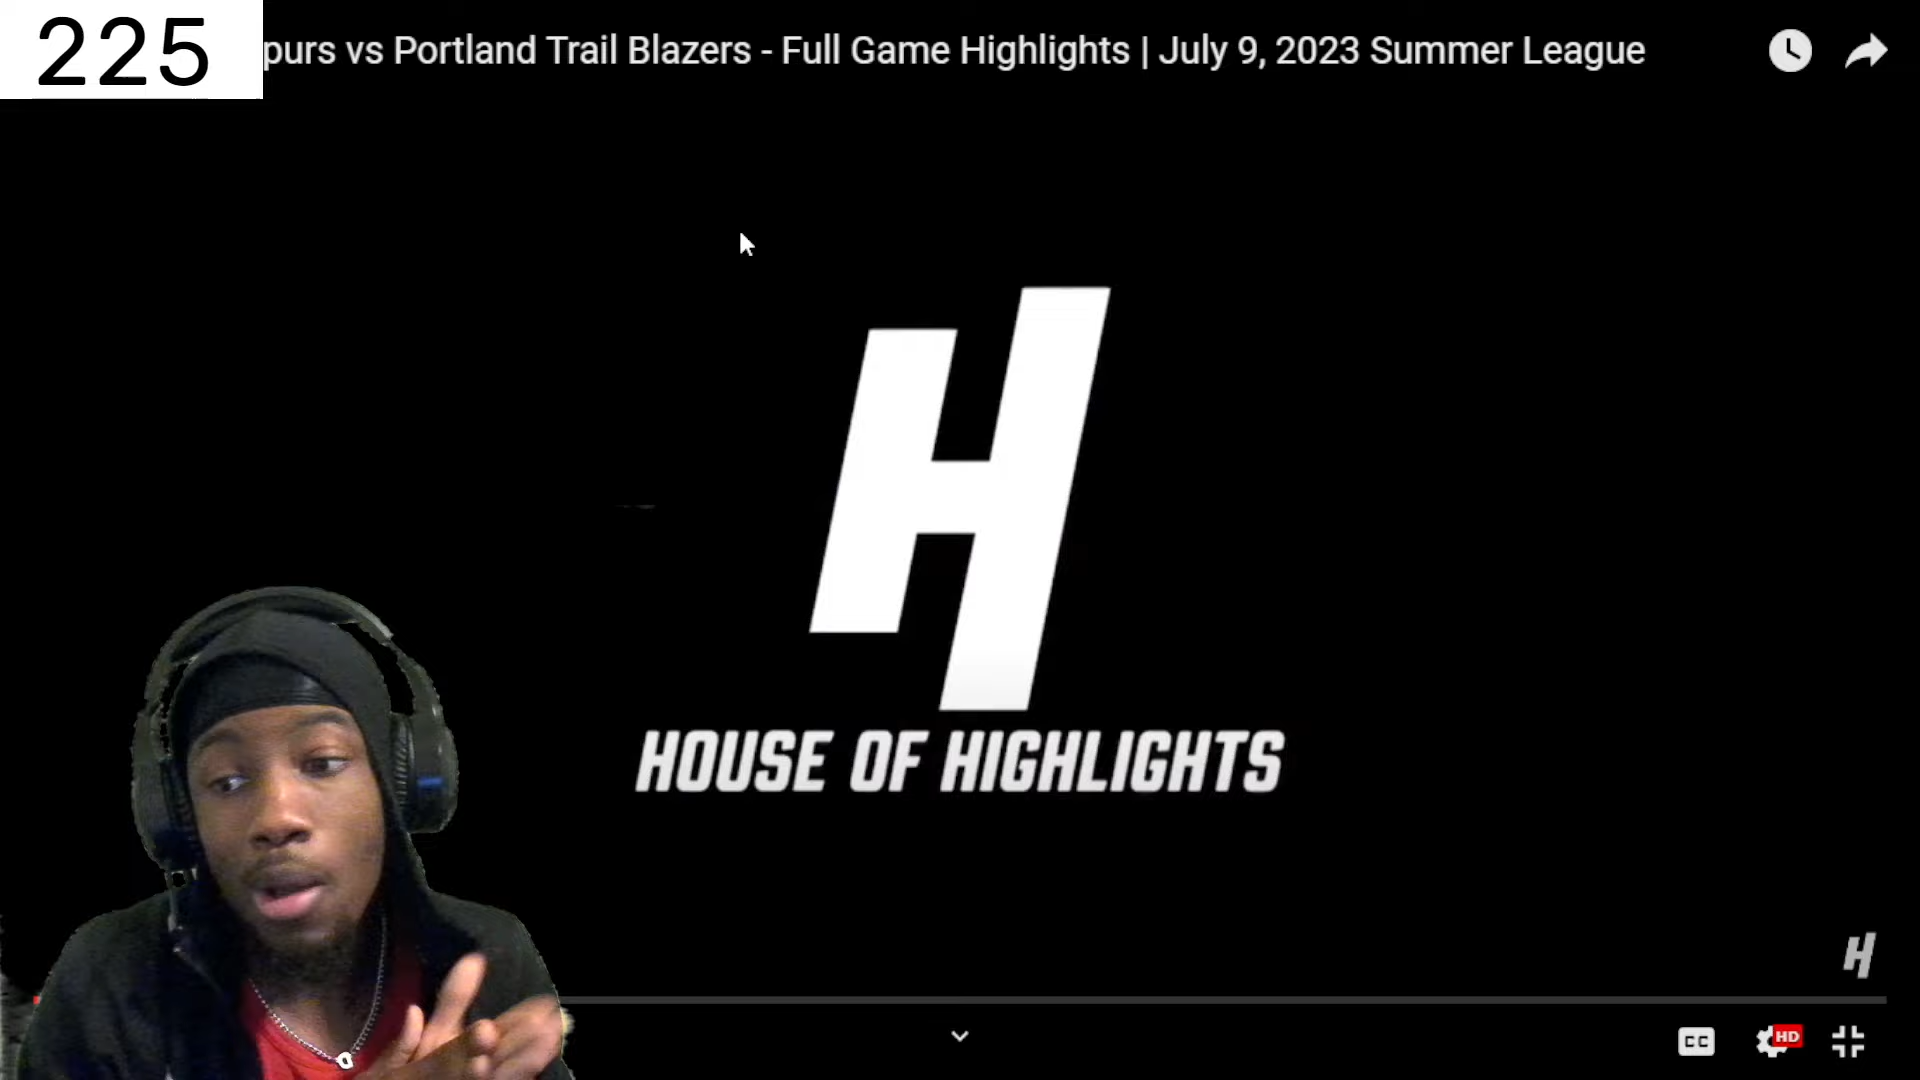 225
purs vs Portland Trail Blazers - Full Game Highlights | July 9, 2023 Summer League
H
HOUSE OF HIGHLIGHTS
H
CC
HD